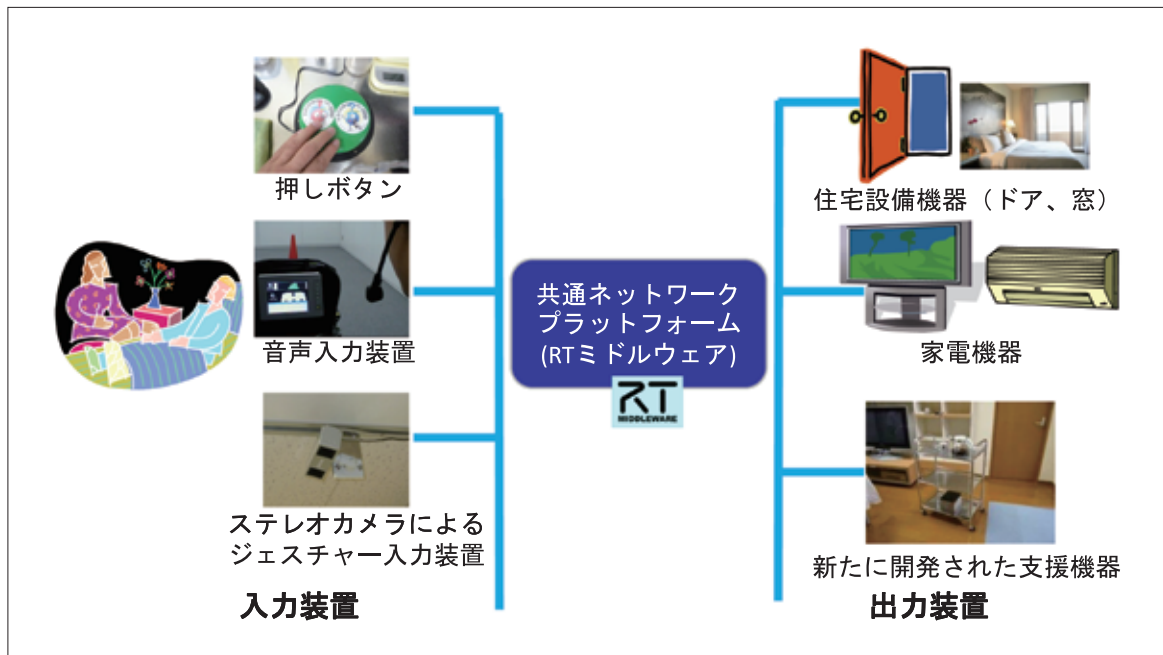 押しボタン
音声入力装置
ステレオカメラによる
ジェスチャー入力装置
入力装置
共通ネットワーク
プラットフォーム
(RTミドルウェア)
RT
MIDDLEWARE
住宅設備機器（ドア、窓）
家電機器
新たに開発された支援機器
出力装置